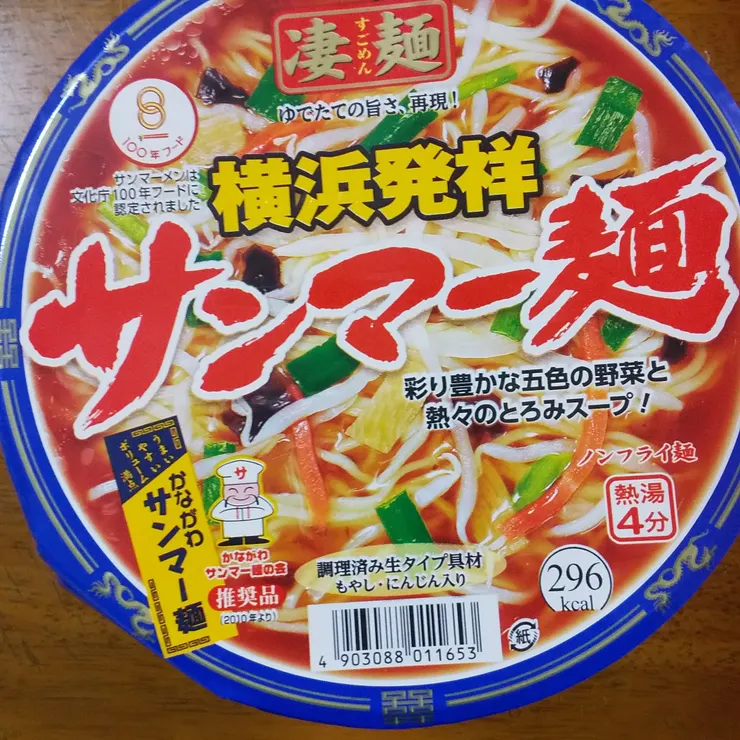 凄麺
すごめん
ゆでたての旨さ、再現!
100年フード
サンマーメンは
文化庁100年フードに
認定されました
横浜発祥
サンマー麺
彩り豊かな五色の野菜と
熱々のとろみスープ!
ノンフライ麺
熱湯
4分
うまい
やすい
ボリューム満点
かながわ
サンマー麺
サ
かながわ
サンマー麺の会
推奨品
(2010年より)
調理済み生タイプ具材
もやし・にんじん入り
296
kcal
紙
4 903088 011653